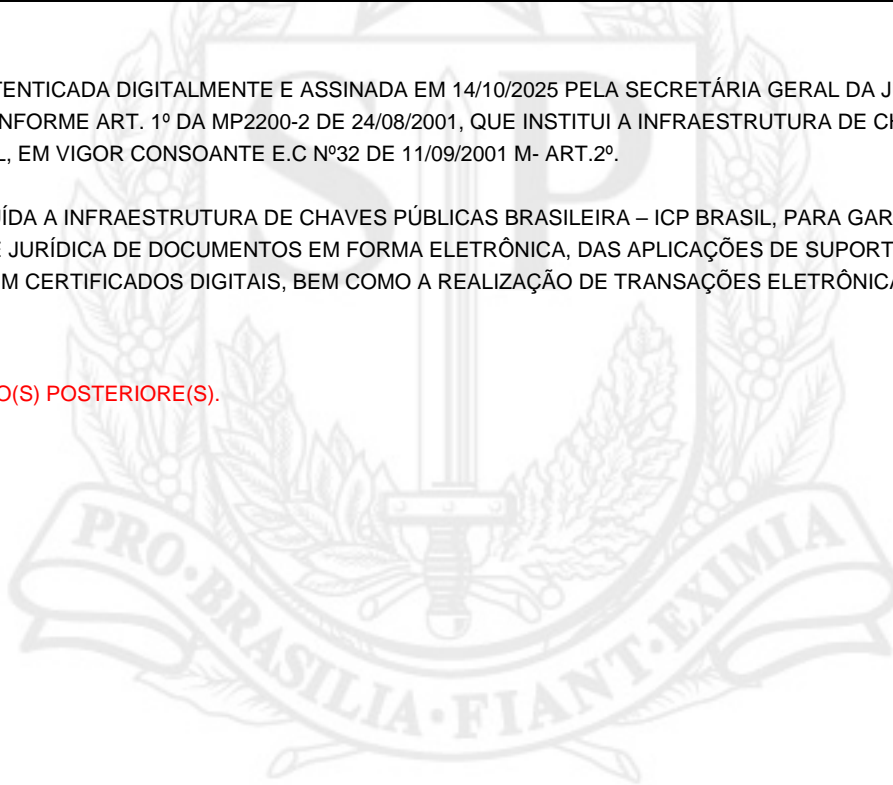 TENTICADA DIGITALMENTE E ASSINADA EM 14/10/2025 PELA SECRETÁRIA GERAL DA J
NFORME ART. 1º DA MP2200-2 DE 24/08/2001, QUE INSTITUI A INFRAESTRUTURA DE CH
L, EM VIGOR CONSOANTE E.C Nº32 DE 11/09/2001 M- ART.2º.
ÍDA A INFRAESTRUTURA DE CHAVES PÚBLICAS BRASILEIRA – ICP BRASIL, PARA GAR
E JURÍDICA DE DOCUMENTOS EM FORMA ELETRÔNICA, DAS APLICAÇÕES DE SUPORT
M CERTIFICADOS DIGITAIS, BEM COMO A REALIZAÇÃO DE TRANSAÇÕES ELETRÔNICA
O(S) POSTERIORE(S).
SP
PRO·BRASILIA·FIANT·EXIMIA